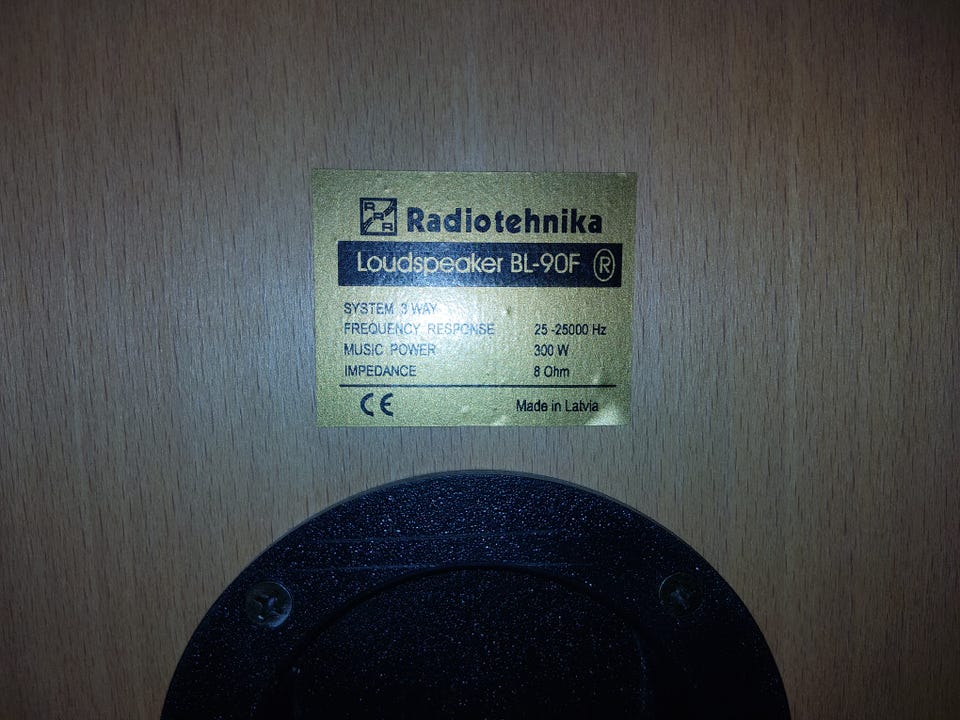 RRR Radiotehnika
Loudspeaker BL-90F ®
SYSTEM 3 WAY
FREQUENCY RESPONSE 25-25000 Hz
MUSIC POWER 300 W
IMPEDANCE 8 Ohm
CE Made in Latvia